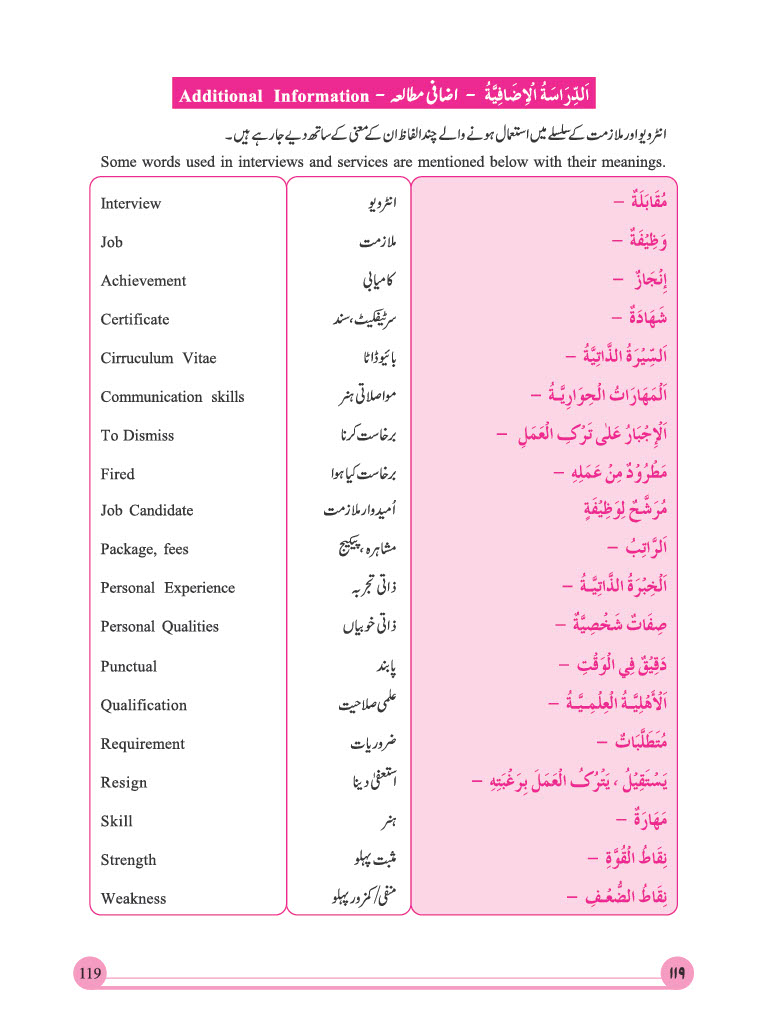 Additional Information - اضافی مطالعہ - اَلدِّرَاسَةُ الْإِضَافِيَّةُ
انٹرویو اور ملازمت کے سلسلے میں استعمال ہونے والے چند الفاظ ان کے معنی کے ساتھ دیے جا رہے ہیں۔
Some words used in interviews and services are mentioned below with their meanings.
Interview انٹرویو مُقَابَلَةٌ –
Job ملازمت وَظِيْفَةٌ –
Achievement کامیابی إِنْجَازٌ –
Certificate سرٹیفکیٹ، سند شَهَادَةٌ –
Cirruculum Vitae بائیوڈاٹا اَلسِّيْرَةُ الذَّاتِيَّةُ –
Communication skills مواصلاتی ہنر اَلْمَهَارَاتُ الْحِوَارِيَّةُ –
To Dismiss برخاست کرنا اَلْإِجْبَارُ عَلٰى تَرْكِ الْعَمَلِ –
Fired برخاست کیا ہوا مَطْرُوْدٌ مِنْ عَمَلِهِ –
Job Candidate اُمیدوار ملازمت مُرَشَّحٌ لِوَظِيْفَةٍ
Package, fees مشاہرہ، پیکیج اَلرَّاتِبُ –
Personal Experience ذاتی تجربہ اَلْخِبْرَةُ الذَّاتِيَّةُ –
Personal Qualities ذاتی خوبیاں صِفَاتٌ شَخْصِيَّةٌ –
Punctual پابند دَقِيْقٌ فِي الْوَقْتِ –
Qualification علمی صلاحیت اَلْأَهْلِيَّةُ الْعِلْمِيَّةُ –
Requirement ضروریات مُتَطَلَّبَاتٌ –
Resign استعفیٰ دینا يَسْتَقِيْلُ ، يَتْرُكُ الْعَمَلَ بِرَغْبَتِهِ –
Skill ہنر مَهَارَةٌ –
Strength مثبت پہلو نِقَاطُ الْقُوَّةِ –
Weakness منفی/کمزور پہلو نِقَاطُ الضُّعْفِ –
119 ١١٩